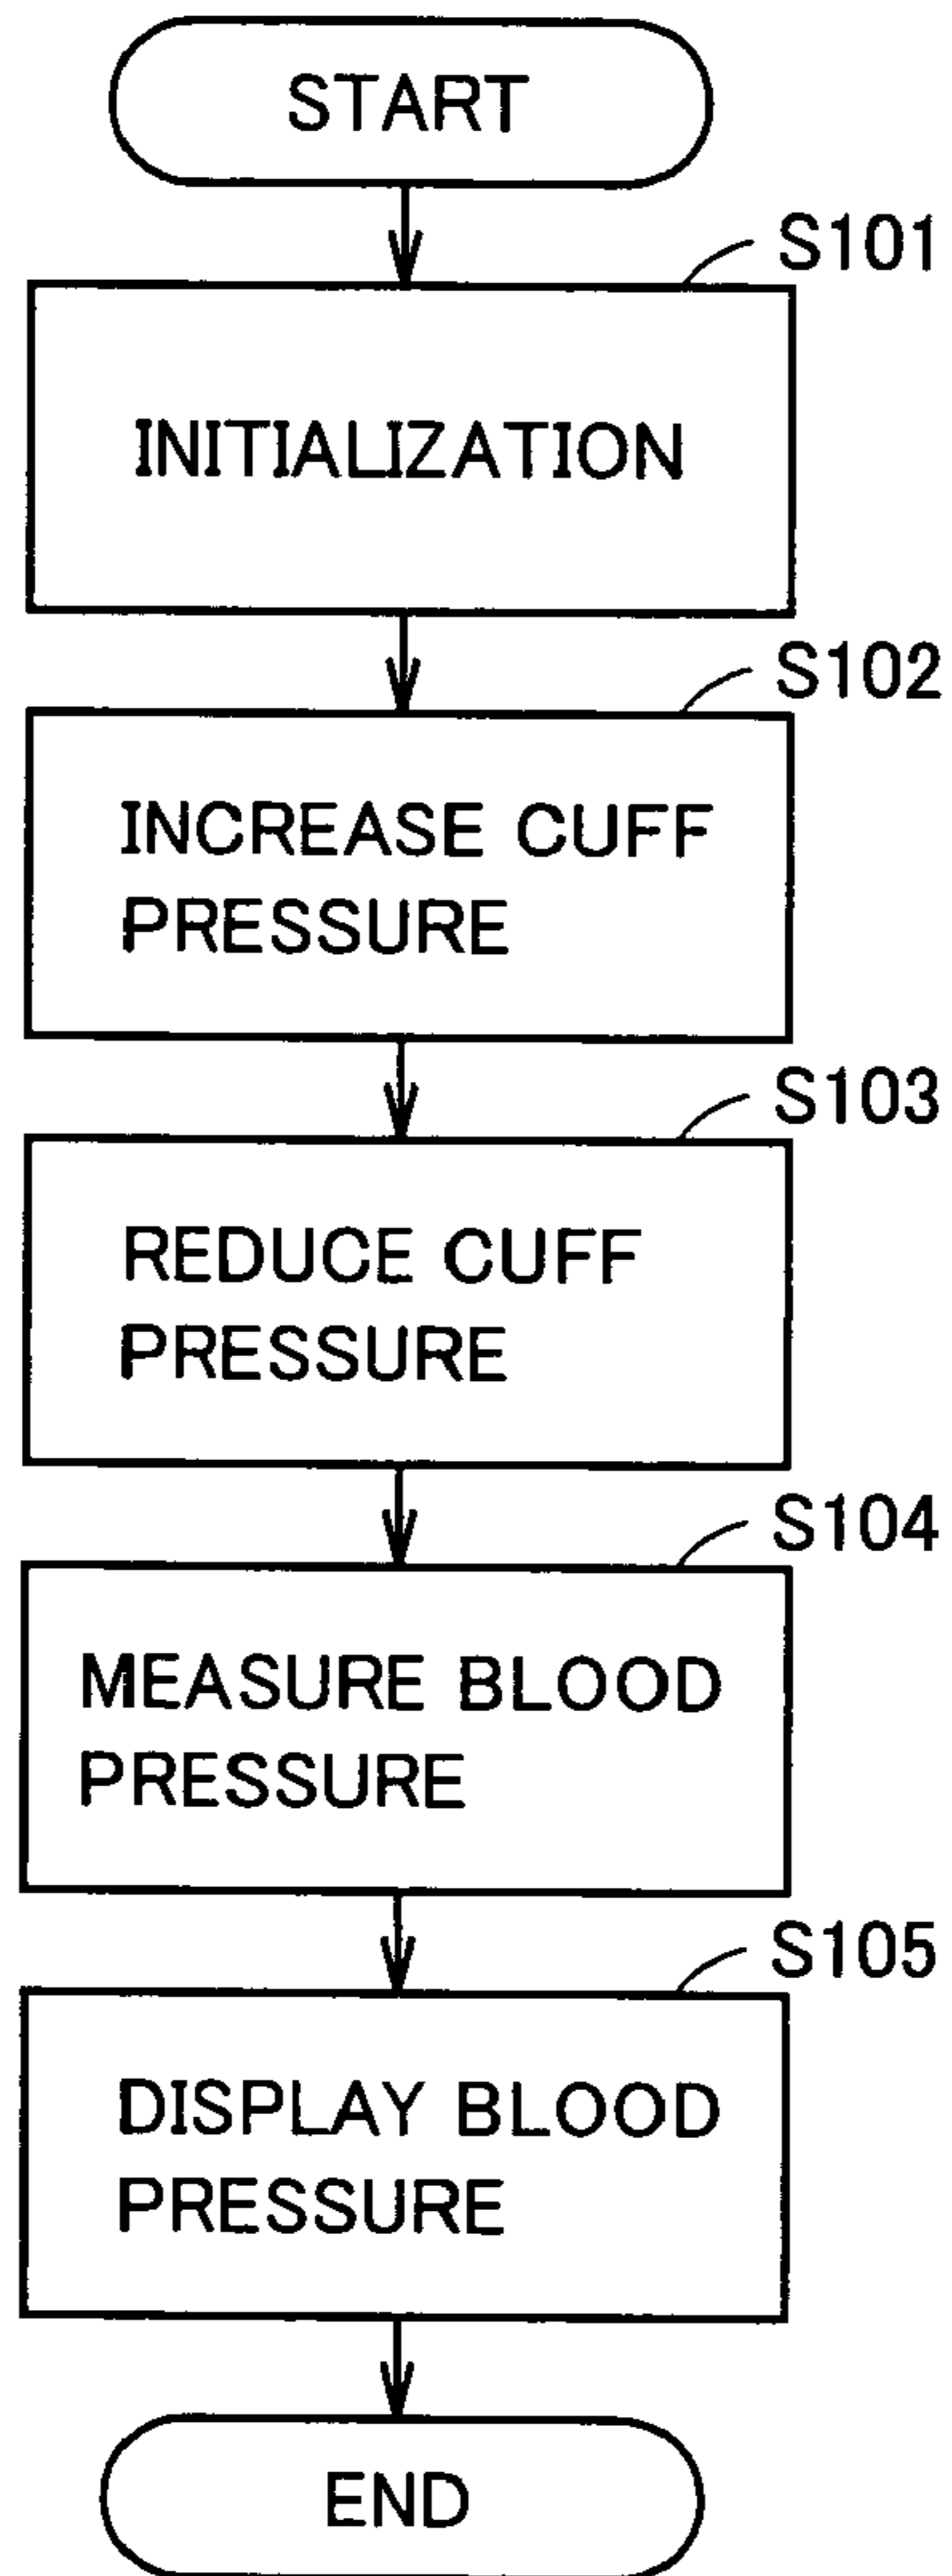 START
S101
INITIALIZATION
S102
INCREASE CUFF
PRESSURE
S103
REDUCE CUFF
PRESSURE
S104
MEASURE BLOOD
PRESSURE
S105
DISPLAY BLOOD
PRESSURE
END